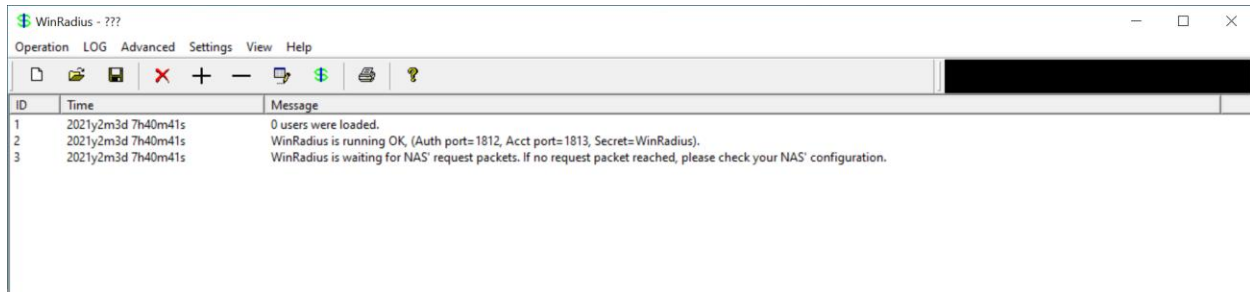 WinRadius - ???
Operation LOG Advanced Settings View Help
ID Time Message
1 2021y2m3d 7h40m41s 0 users were loaded.
2 2021y2m3d 7h40m41s WinRadius is running OK, (Auth port=1812, Acct port=1813, Secret=WinRadius).
3 2021y2m3d 7h40m41s WinRadius is waiting for NAS' request packets. If no request packet reached, please check your NAS' configuration.